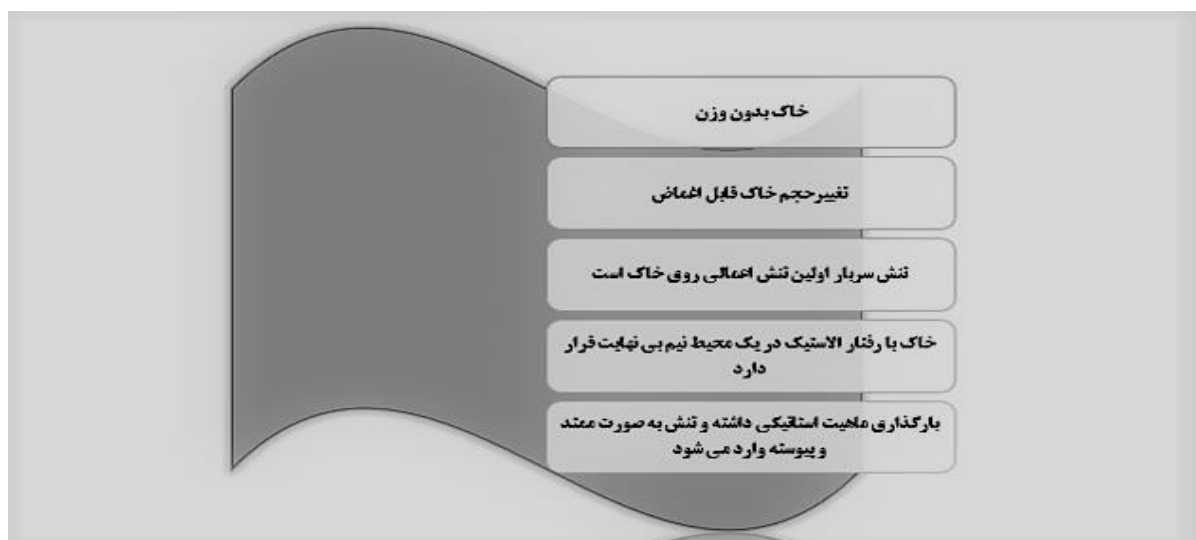 خاک بدون وزن
تغییرحجم خاک قابل اغماض
تنش سربار اولین تنش اعمالی روی خاک است
خاک با رفتار الاستیک در یک محیط نیم بی نهایت قرار
دارد
بارگذاری ماهیت استاتیکی داشته و تنش به صورت ممتد
و پیوسته وارد می شود